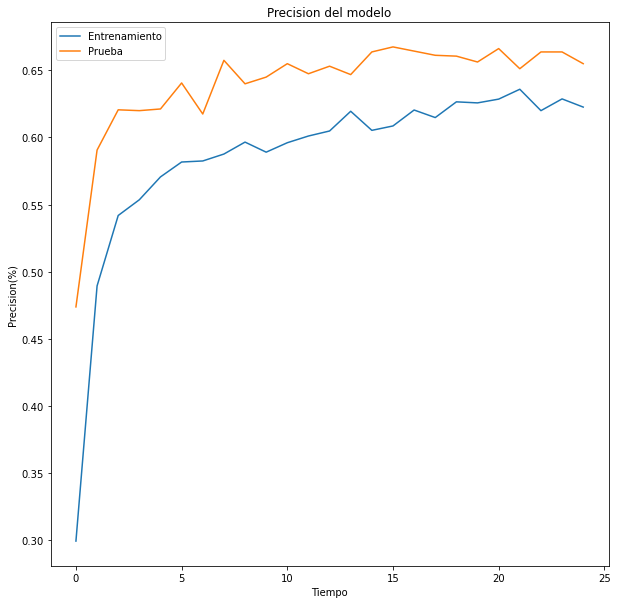 Precision del modelo
Entrenamiento
Prueba
Precision(%)
0.65
0.60
0.55
0.50
0.45
0.40
0.35
0.30
0 5 10 15 20 25
Tiempo